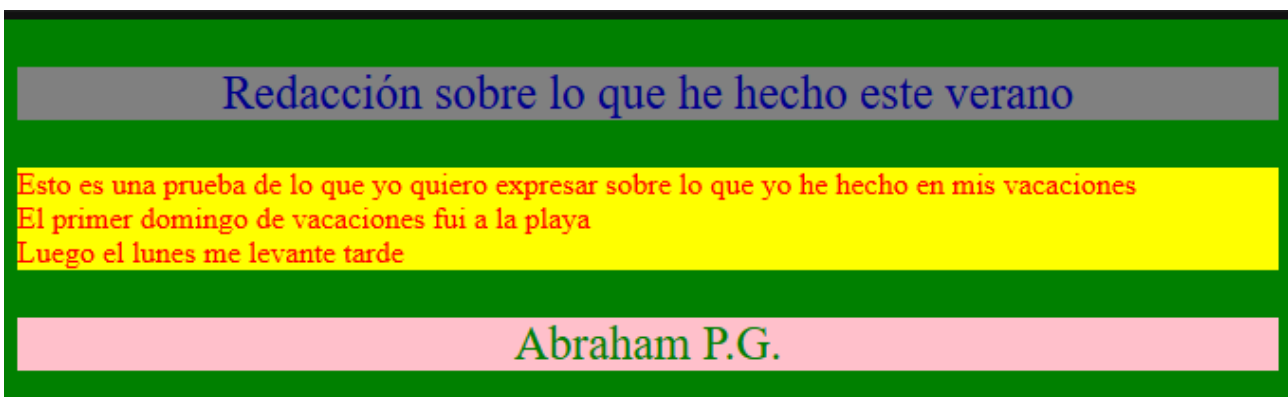 Redacción sobre lo que he hecho este verano
Esto es una prueba de lo que yo quiero expresar sobre lo que yo he hecho en mis vacaciones
El primer domingo de vacaciones fui a la playa
Luego el lunes me levante tarde
Abraham P.G.